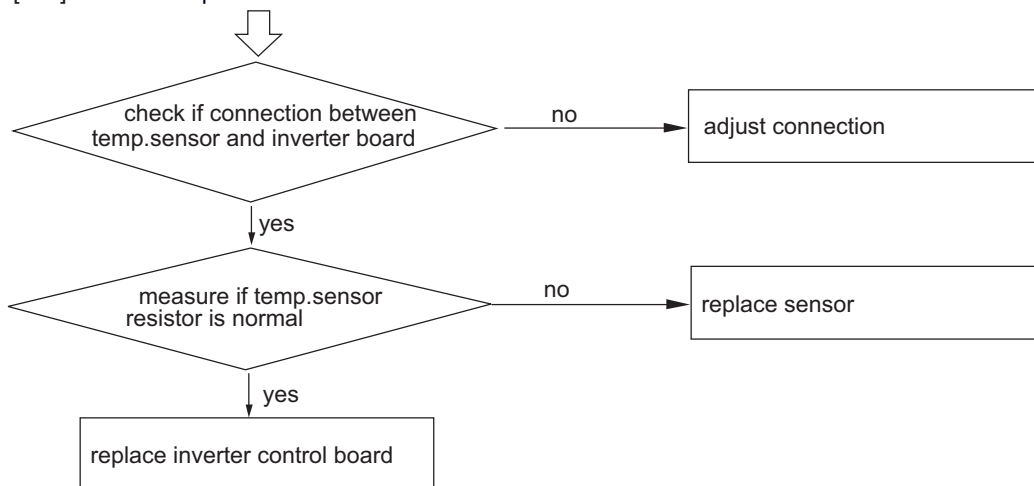 check if connection between
temp.sensor and inverter board
no
adjust connection
yes
measure if temp.sensor
resistor is normal
no
replace sensor
yes
replace inverter control board